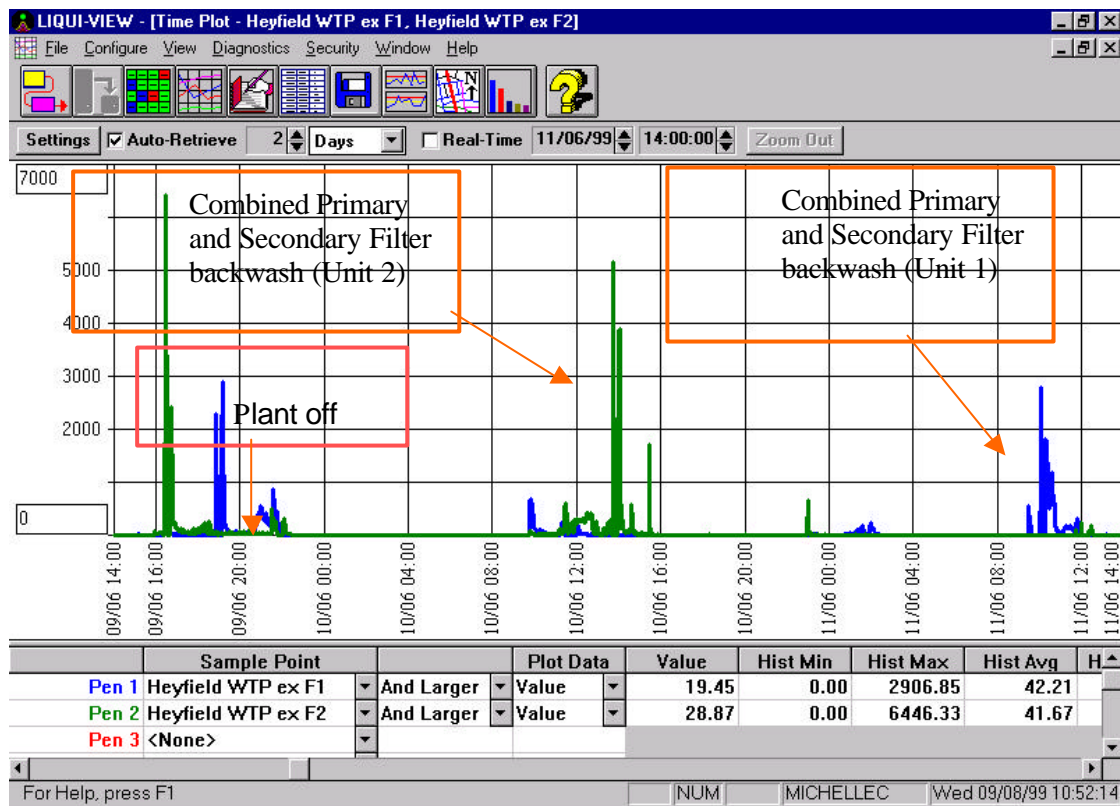 LIQUI-VIEW - [Time Plot - Heyfield WTP ex F1, Heyfield WTP ex F2]
File Configure View Diagnostics Security Window Help
N
Settings Auto-Retrieve 2 Days Real-Time 11/06/99 14:00:00 Zoom Out
7000
5000
4000
3000
2000
0
Combined Primary
and Secondary Filter
backwash (Unit 2)
Combined Primary
and Secondary Filter
backwash (Unit 1)
Plant off
09/06 14:00
09/06 16:00
09/06 20:00
10/06 00:00
10/06 04:00
10/06 08:00
10/06 12:00
10/06 16:00
10/06 20:00
11/06 00:00
11/06 04:00
11/06 08:00
11/06 12:00
11/06 14:00
Sample Point Plot Data Value Hist Min Hist Max Hist Avg H
Pen 1 Heyfield WTP ex F1 And Larger Value 19.45 0.00 2906.85 42.21
Pen 2 Heyfield WTP ex F2 And Larger Value 28.87 0.00 6446.33 41.67
Pen 3 <None>
For Help, press F1 NUM MICHELLEC Wed 09/08/99 10:52:14